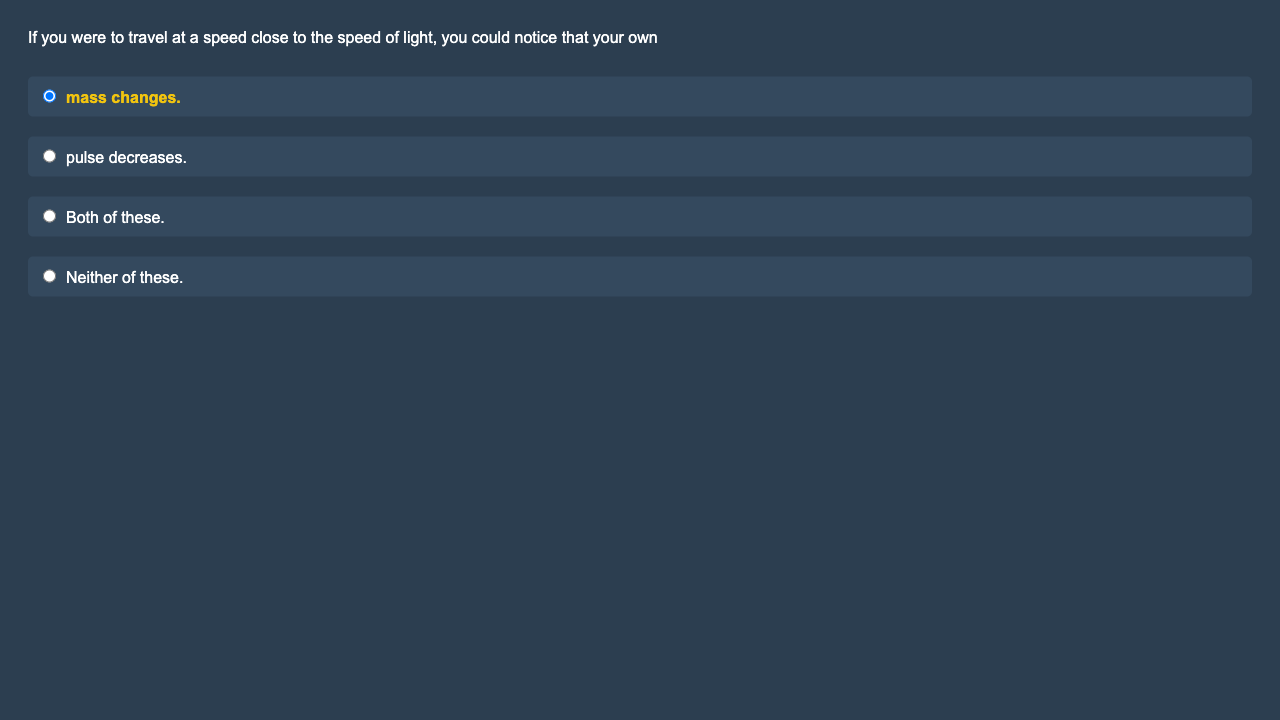 If you were to travel at a speed close to the speed of light, you could notice that your own
mass changes.
pulse decreases.
Both of these.
Neither of these.